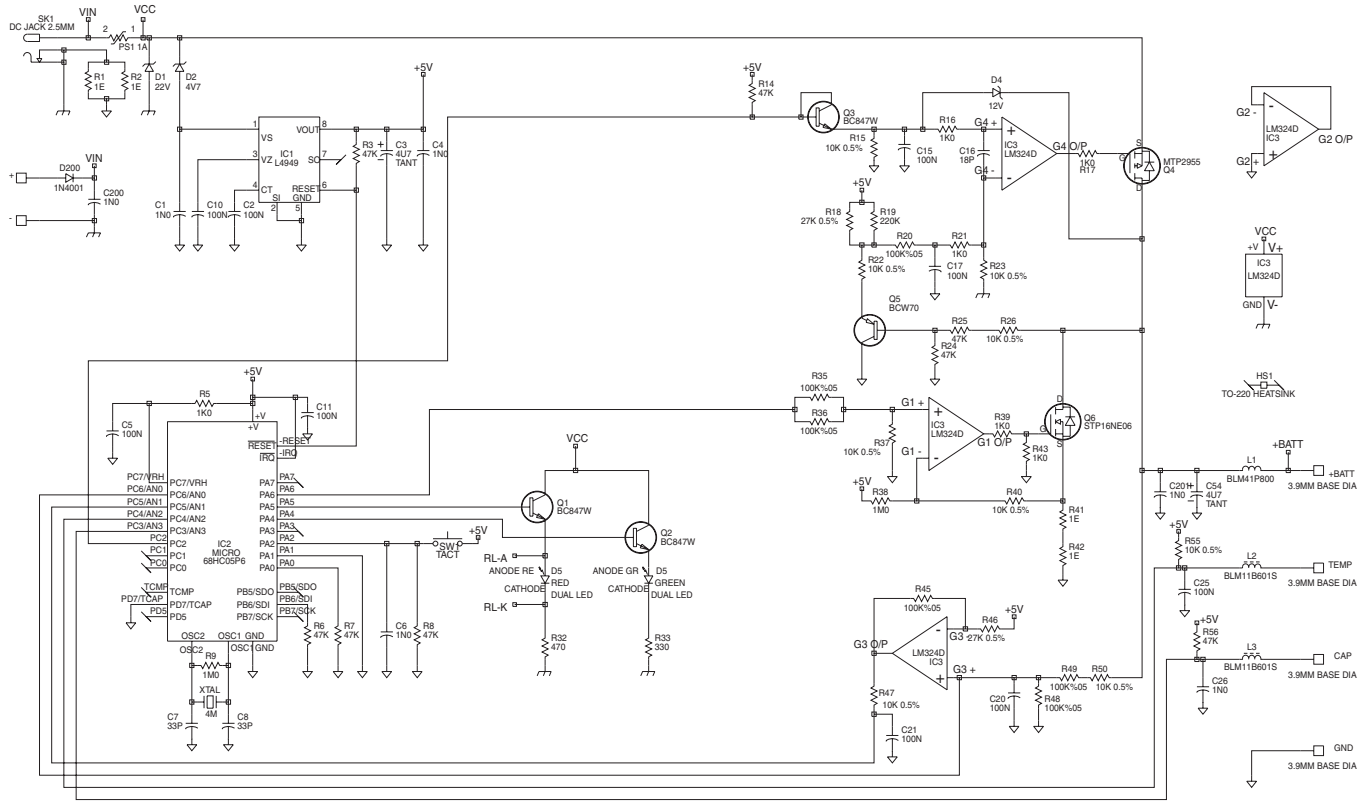 SK1
DC JACK 2.5MM
VIN
VCC
2
1
PS1 1A
R1
1E
R2
1E
D1
22V
D2
4V7
+5V
1
VS
VOUT
8
3
VZ
IC1
L4949
SO
7
4
CT
RESET
6
SI
GND
2
5
R3
47K
C3
4U7
TANT
C4
1N0
VIN
D200
1N4001
C200
1N0
+
-
C1
1N0
C10
100N
C2
100N
+5V
R14
47K
Q3
BC847W
D4
12V
R15
10K 0.5%
C15
100N
R16
1K0
C16
18P
G4 +
G4 -
+
-
IC3
LM324D
G4 O/P
1K0
R17
S
G
D
MTP2955
Q4
G2 -
G2 +
-
+
LM324D
IC3
G2 O/P
+5V
R18
27K 0.5%
R19
220K
R20
100K%05
R21
1K0
R22
10K 0.5%
C17
100N
R23
10K 0.5%
VCC
+V
V+
IC3
LM324D
GND
V-
Q5
BCW70
R25
47K
R26
10K 0.5%
R24
47K
HS1
TO-220 HEATSINK
+5V
R5
1K0
C5
100N
C11
100N
+V
+V
RESET
-RESET
IRQ
-IRQ
R35
100K%05
R36
100K%05
R37
10K 0.5%
G1 +
G1 -
+
-
IC3
LM324D
R39
1K0
G1 O/P
R43
1K0
D
G
S
Q6
STP16NE06
+5V
R38
1M0
R40
10K 0.5%
R41
1E
R42
1E
+BATT
L1
BLM41P800
+BATT
3.9MM BASE DIA
C201
1N0
C54
4U7
TANT
+5V
R55
10K 0.5%
L2
BLM11B601S
TEMP
3.9MM BASE DIA
C25
100N
+5V
R56
47K
L3
BLM11B601S
CAP
3.9MM BASE DIA
C26
1N0
GND
3.9MM BASE DIA
PC7/VRH
PC6/AN0
PC5/AN1
PC4/AN2
PC3/AN3
PC2
PC1
PC0
TCMP
PD7/TCAP
PD5
PC7/VRH
PC6/AN0
PC5/AN1
PC4/AN2
PC3/AN3
PC2
PC1
PC0
TCMP
PD7/TCAP
PD5
IC2
MICRO
68HC05P6
PA7
PA6
PA5
PA4
PA3
PA2
PA1
PA0
PB5/SDO
PB6/SDI
PB7/SCK
PA7
PA6
PA5
PA4
PA3
PA2
PA1
PA0
PB5/SDO
PB6/SDI
PB7/SCK
OSC2
OSC1
GND
OSC2
OSC1
GND
R9
1M0
XTAL
4M
C7
33P
C8
33P
R6
47K
R7
47K
C6
1N0
R8
47K
SW1
TACT
+5V
VCC
Q1
BC847W
Q2
BC847W
RL-A
ANODE RE
D5
RED
CATHODE
DUAL LED
RL-K
ANODE GR
D5
GREEN
CATHODE
DUAL LED
R32
470
R33
330
R45
100K%05
G3 O/P
-
+
LM324D
IC3
G3 -
R46
27K 0.5%
+5V
G3 +
R47
10K 0.5%
C21
100N
C20
100N
R48
100K%05
R49
100K%05
R50
10K 0.5%